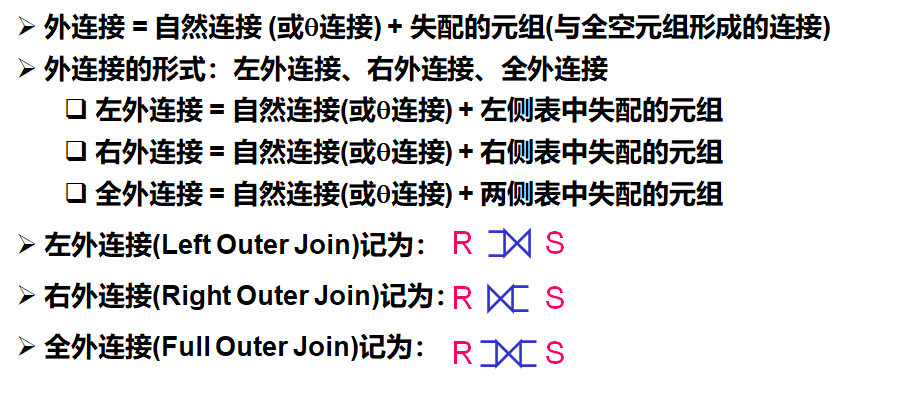 ➢ 外连接 = 自然连接 (或θ连接) + 失配的元组(与全空元组形成的连接)
➢ 外连接的形式：左外连接、右外连接、全外连接
❑ 左外连接 = 自然连接(或θ连接) + 左侧表中失配的元组
❑ 右外连接 = 自然连接(或θ连接) + 右侧表中失配的元组
❑ 全外连接 = 自然连接(或θ连接) + 两侧表中失配的元组
➢ 左外连接(Left Outer Join)记为： R ⟕ S
➢ 右外连接(Right Outer Join)记为：R ⟖ S
➢ 全外连接(Full Outer Join)记为： R ⟗ S